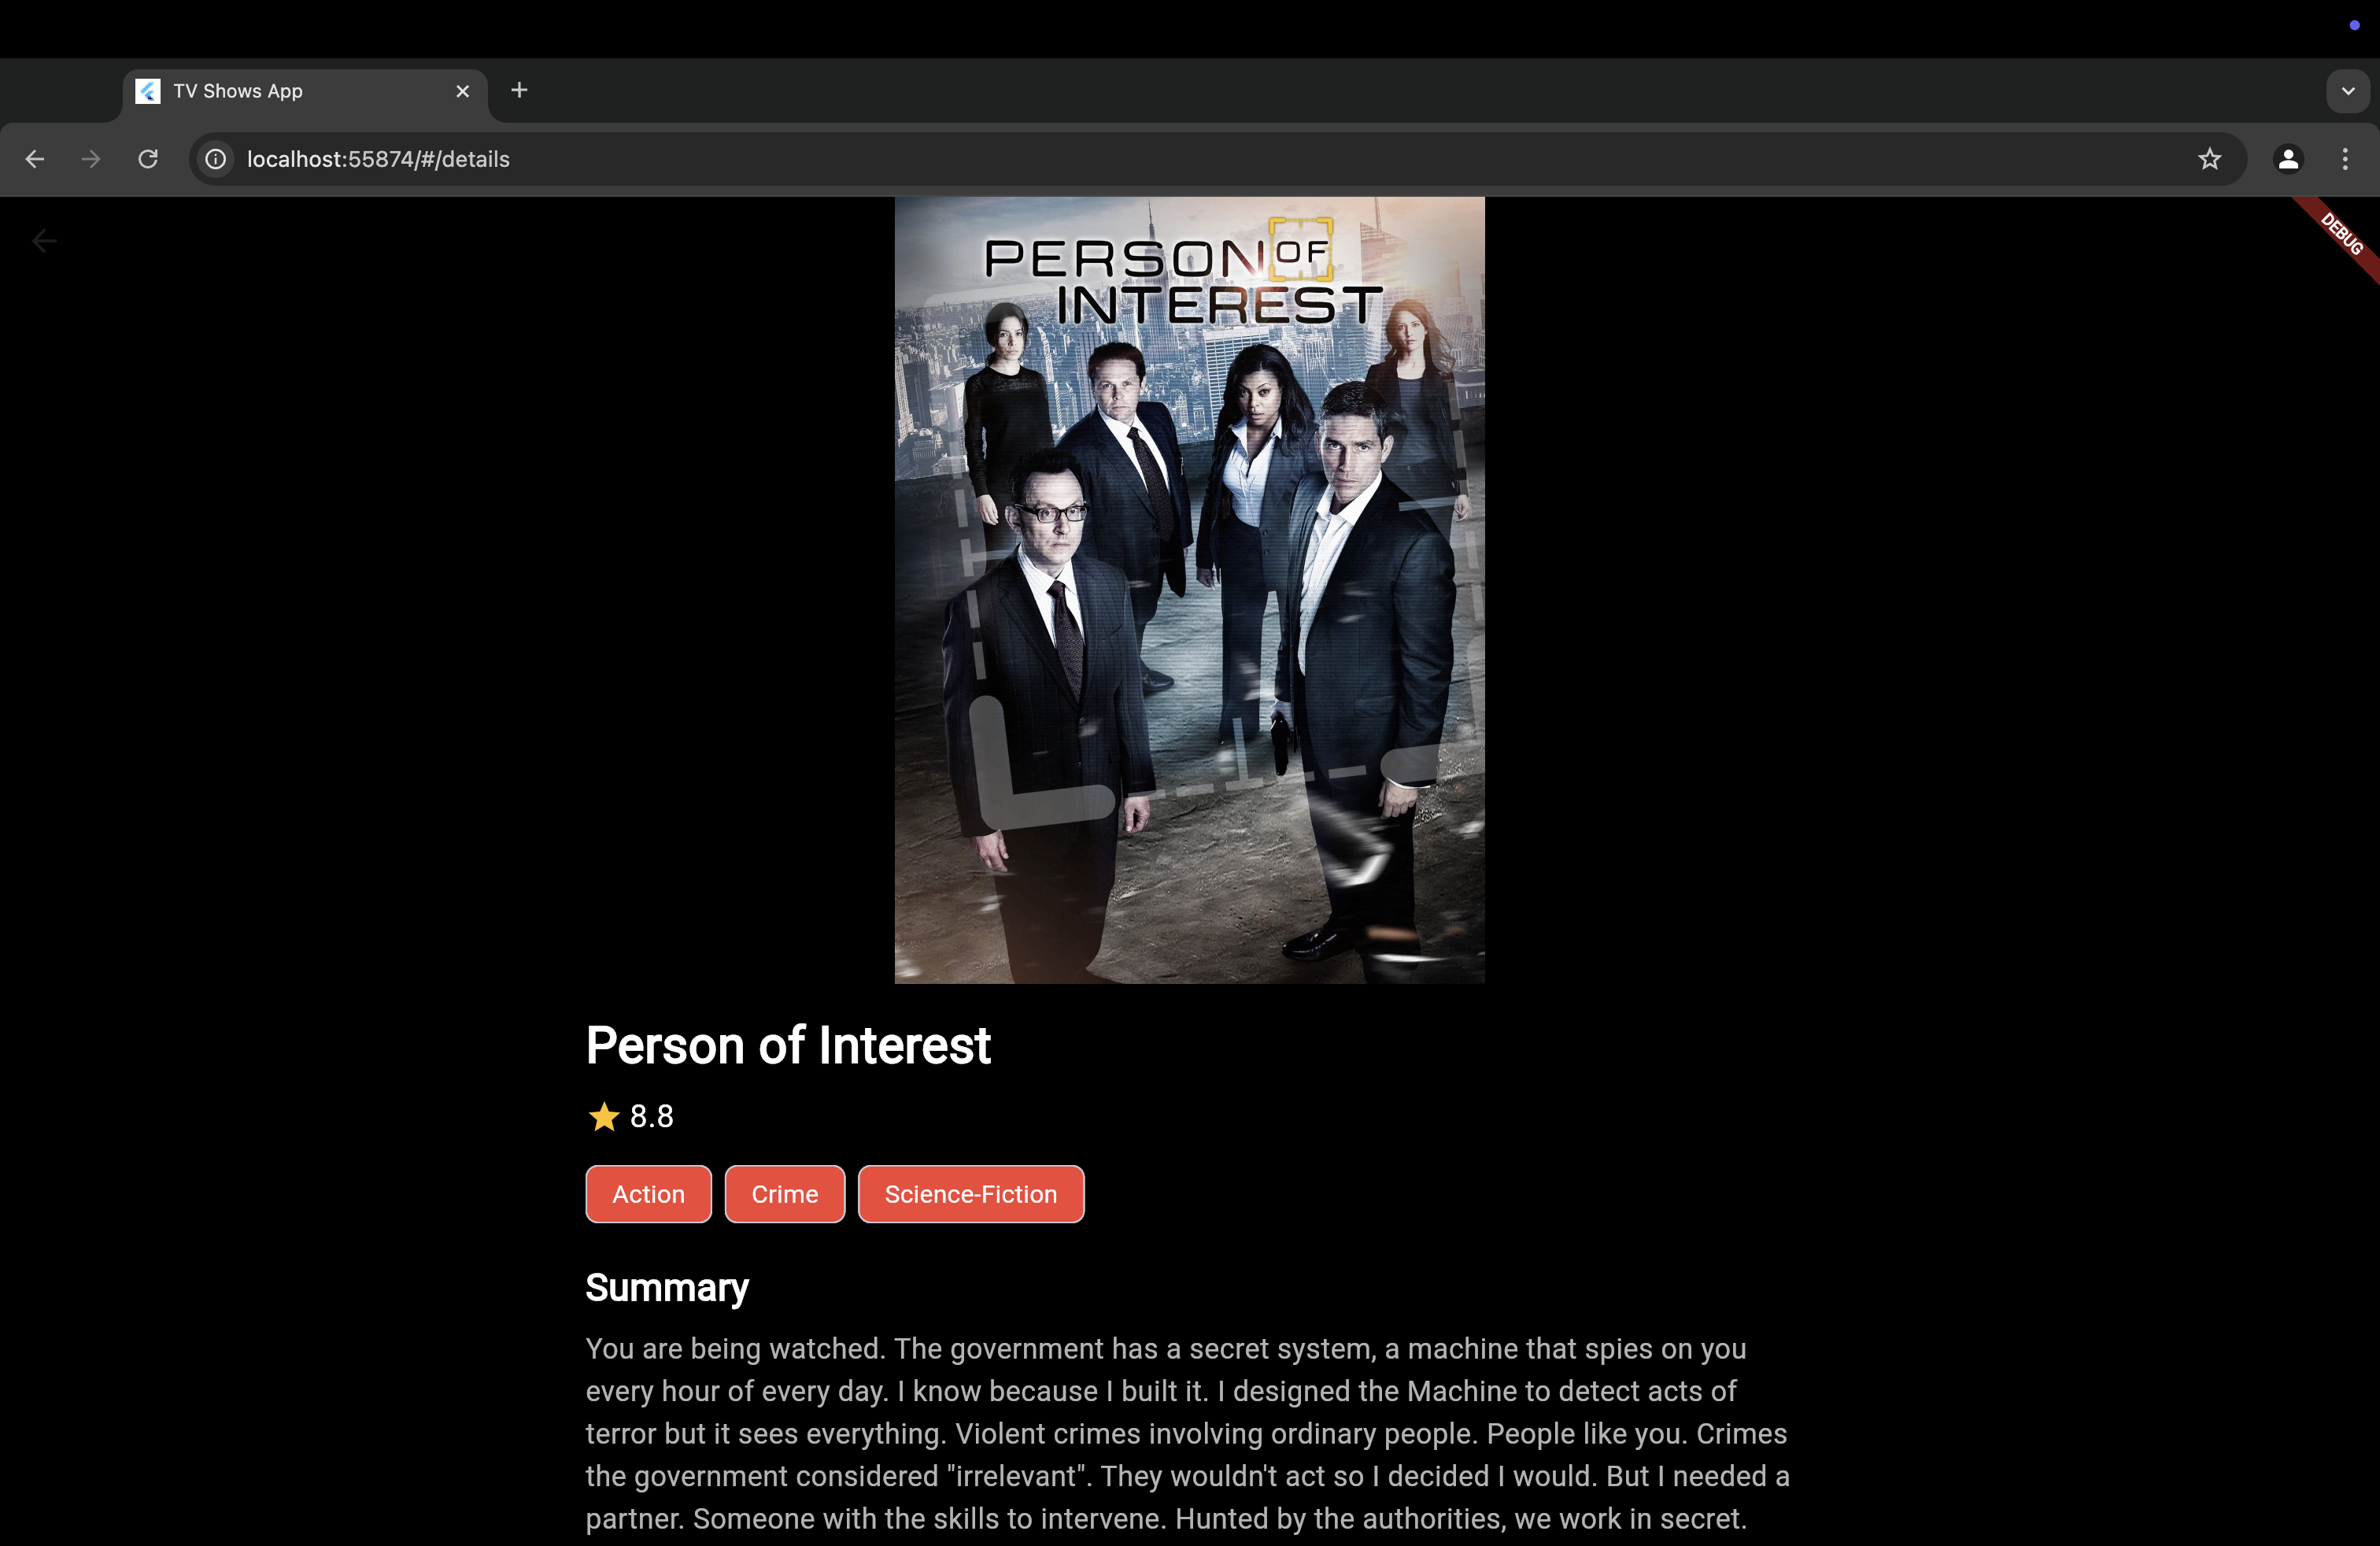 TV Shows App
localhost:55874/#/details
DEBUG
PERSON OF
INTEREST
Person of Interest
8.8
Action Crime Science-Fiction
Summary
You are being watched. The government has a secret system, a machine that spies on you
every hour of every day. I know because I built it. I designed the Machine to detect acts of
terror but it sees everything. Violent crimes involving ordinary people. People like you. Crimes
the government considered "irrelevant". They wouldn't act so I decided I would. But I needed a
partner. Someone with the skills to intervene. Hunted by the authorities, we work in secret.